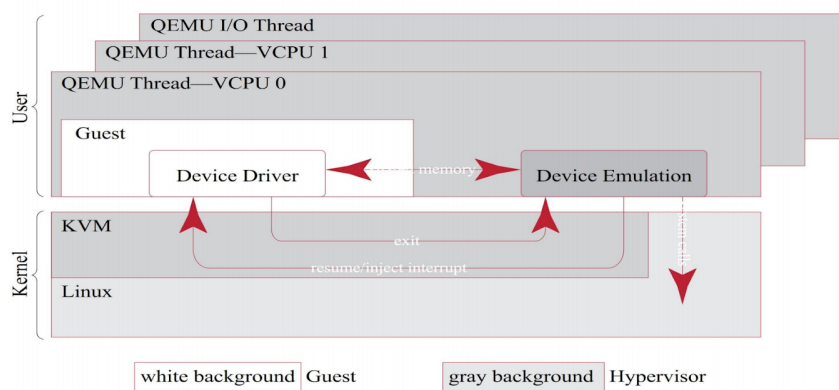 QEMU I/O Thread
QEMU Thread—VCPU 1
QEMU Thread—VCPU 0
User
Guest
Device Driver
memory
Device Emulation
KVM
exit
resume/inject interrupt
Kernel
Linux
white background Guest
gray background Hypervisor